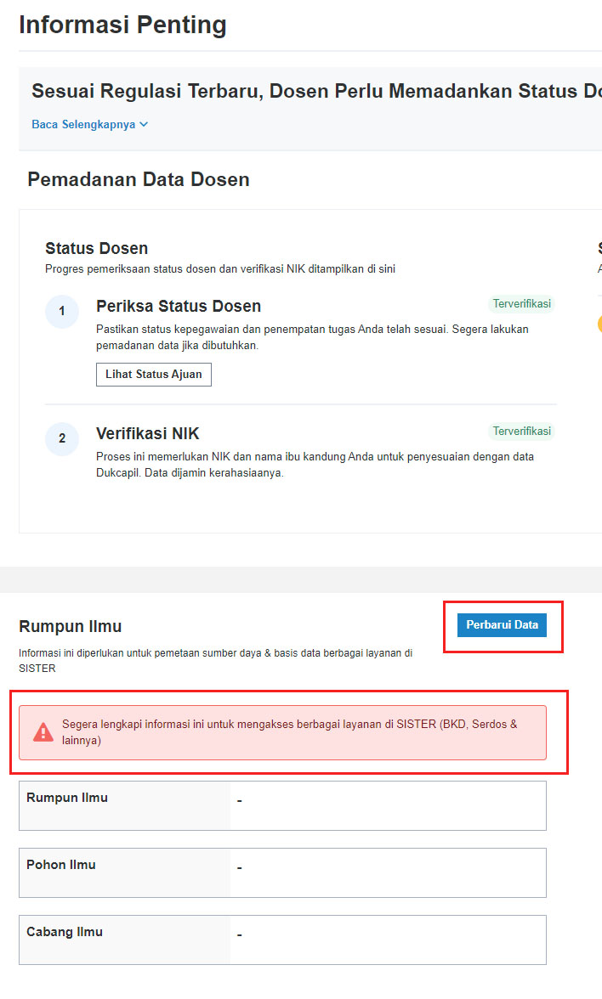 Informasi Penting
Sesuai Regulasi Terbaru, Dosen Perlu Memadankan Status
Baca Selengkapnya
Pemadanan Data Dosen
Status Dosen
Progres pemeriksaan status dosen dan verifikasi NIK ditampilkan di sini
1
Periksa Status Dosen
Terverifikasi
Pastikan status kepegawaian dan penempatan tugas Anda telah sesuai. Segera lakukan
pemadanan data jika dibutuhkan.
Lihat Status Ajuan
2
Verifikasi NIK
Terverifikasi
Proses ini memerlukan NIK dan nama ibu kandung Anda untuk penyesuaian dengan data
Dukcapil. Data dijamin kerahasiaanya.
Rumpun Ilmu
Perbarui Data
Informasi ini diperlukan untuk pemetaan sumber daya & basis data berbagai layanan di
SISTER
Segera lengkapi informasi ini untuk mengakses berbagai layanan di SISTER (BKD, Serdos &
lainnya)
Rumpun Ilmu -
Pohon Ilmu -
Cabang Ilmu -